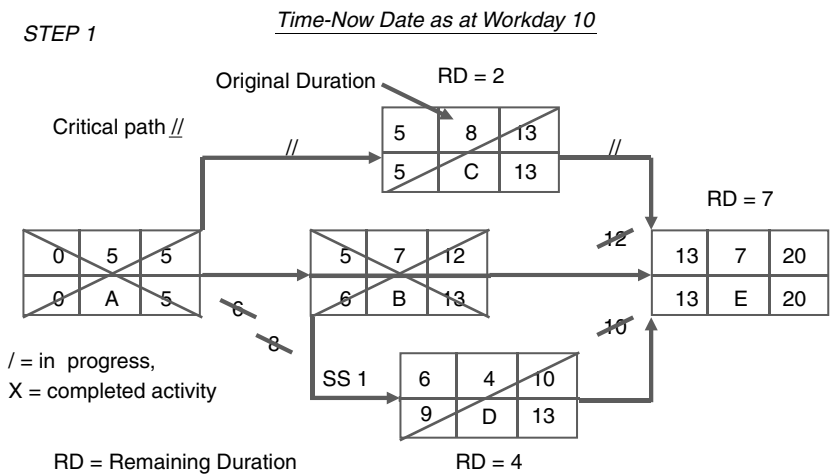 Time-Now Date as at Workday 10
STEP 1
Original Duration
RD = 2
Critical path //
//
5 8 13
5 C 13
//
RD = 7
0 5 5
0 A 5
5 7 12
6 B 13
12
13 7 20
13 E 20
6
8
10
/ = in progress,
X = completed activity
SS 1
6 4 10
9 D 13
RD = Remaining Duration
RD = 4